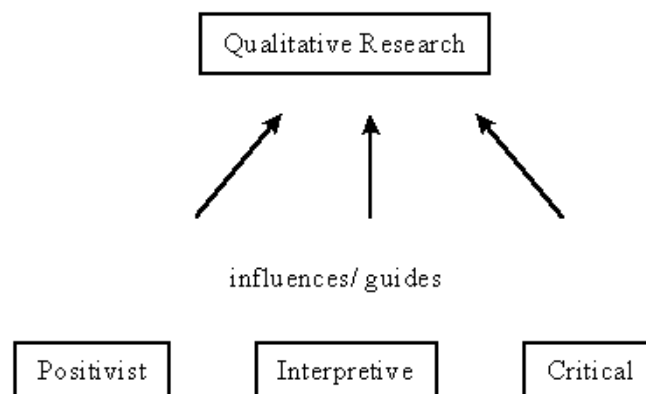 Qualitative Research
influences/ guides
Positivist Interpretive Critical